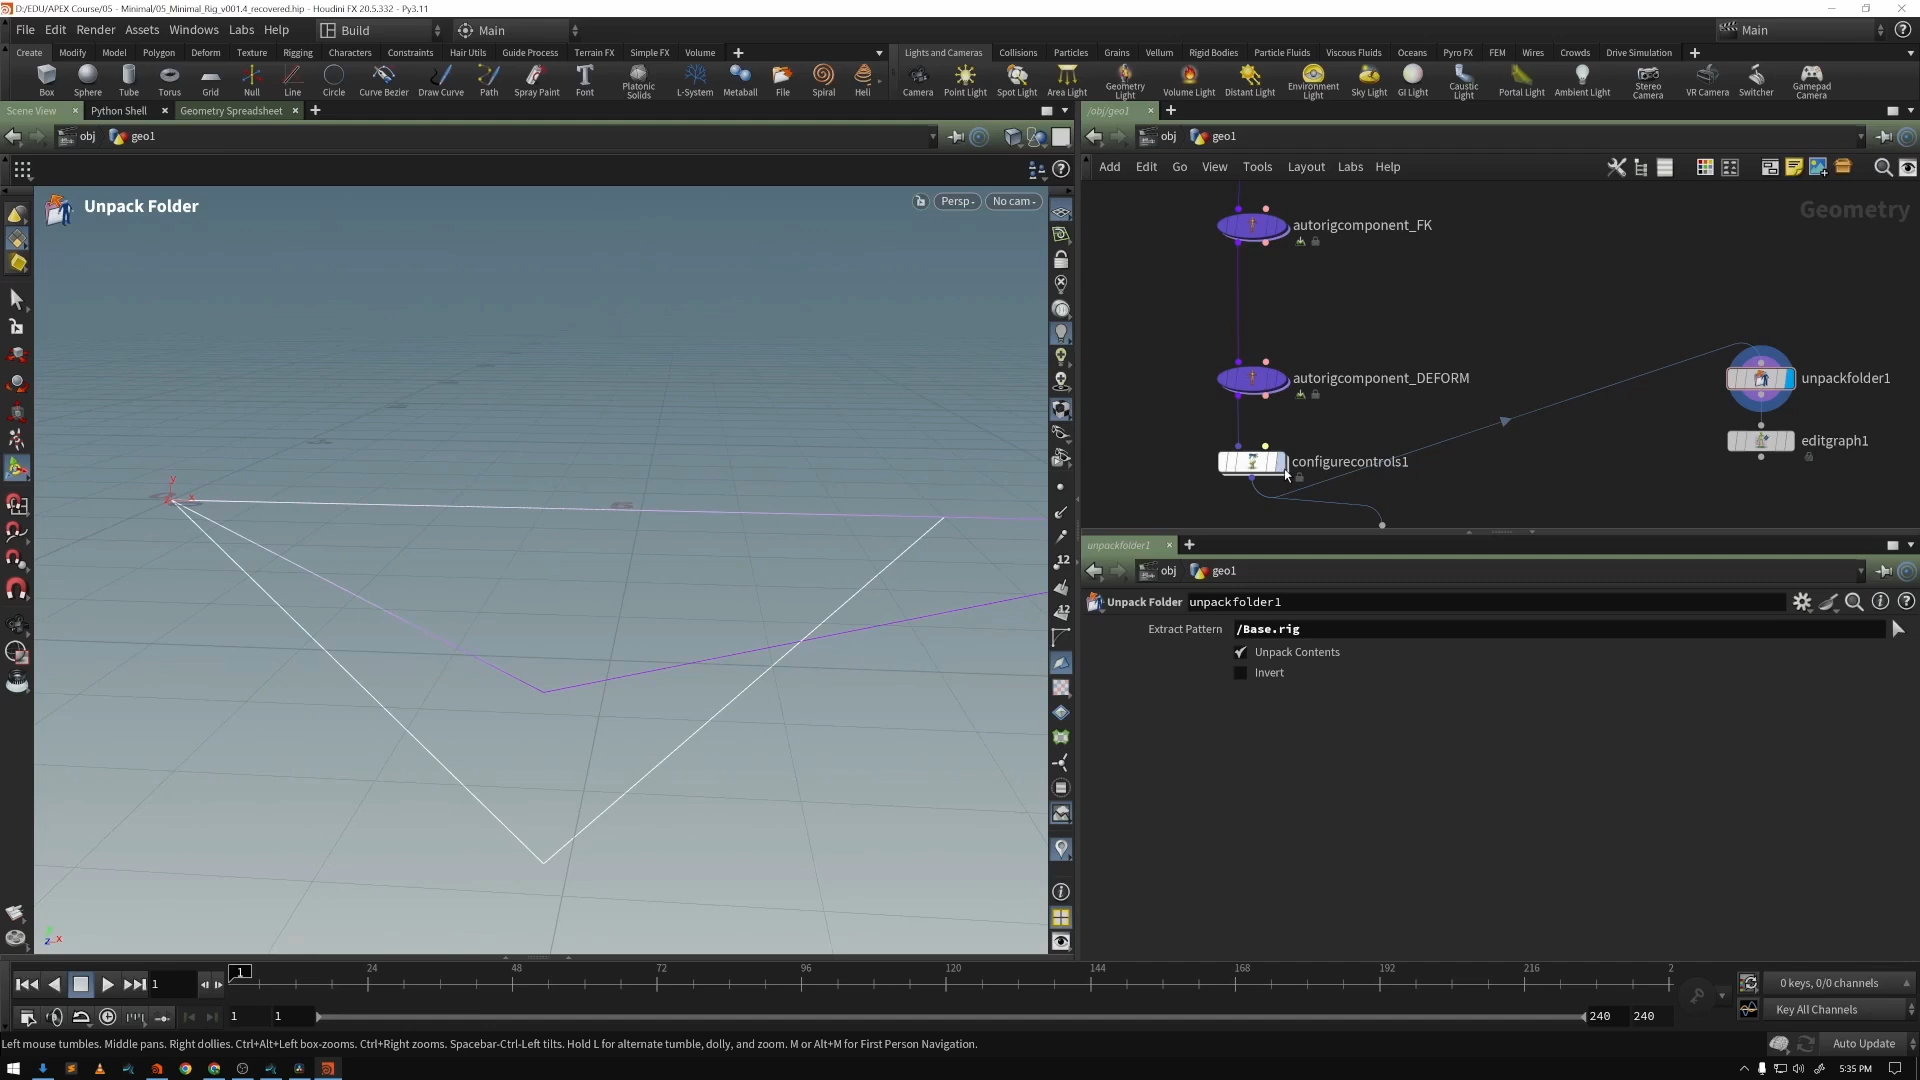 D:/EDU/APEX Course/05 - Minimal/05_Minimal_Rig_v001.4_recovered.hip - Houdini FX 20.5.332 - Py3.11
File Edit Render Assets Windows Labs Help Build Main Main
Create Modify Model Polygon Deform Texture Rigging Characters Constraints Hair Utils Guide Process Terrain FX Simple FX Volume
Lights and Cameras Collisions Particles Grains Vellum Rigid Bodies Particle Fluids Viscous Fluids Oceans Pyro FX FEM Wires Crowds Drive Simulation
Box Sphere Tube Torus Grid Null Line Circle Curve Bezier Draw Curve Path Spray Paint Font Platonic Solids L-System Metaball File Spiral Heli
Camera Point Light Spot Light Area Light Geometry Light Volume Light Distant Light Environment Light Sky Light GI Light Caustic Light Portal Light Ambient Light Stereo Camera VR Camera Switcher Gamepad Camera
Scene View Python Shell Geometry Spreadsheet
/obj/geo1
obj geo1
obj geo1
Add Edit Go View Tools Layout Labs Help
Unpack Folder
Persp No cam
Geometry
autorigcomponent_FK
autorigcomponent_DEFORM
unpackfolder1
editgraph1
configurecontrols1
12
12
y
x
z x
unpackfolder1
obj geo1
Unpack Folder unpackfolder1
Extract Pattern /Base.rig
Unpack Contents
Invert
1
1 24 48 72 96 120 144 168 192 216 2
0 keys, 0/0 channels
1 1 240 240
Key All Channels
Left mouse tumbles. Middle pans. Right dollies. Ctrl+Alt+Left box-zooms. Ctrl+Right zooms. Spacebar-Ctrl-Left tilts. Hold L for alternate tumble, dolly, and zoom. M or Alt+M for First Person Navigation.
Auto Update
5:35 PM